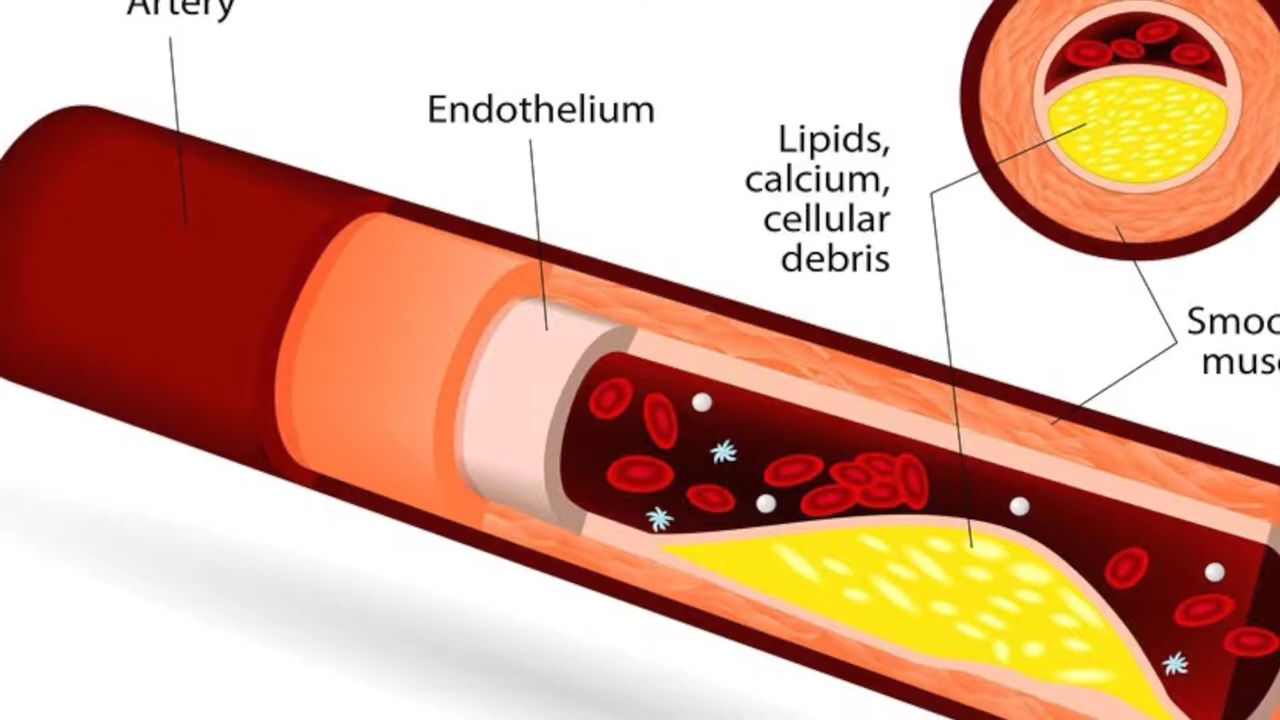 Artery
Endothelium
Lipids,
calcium,
cellular
debris